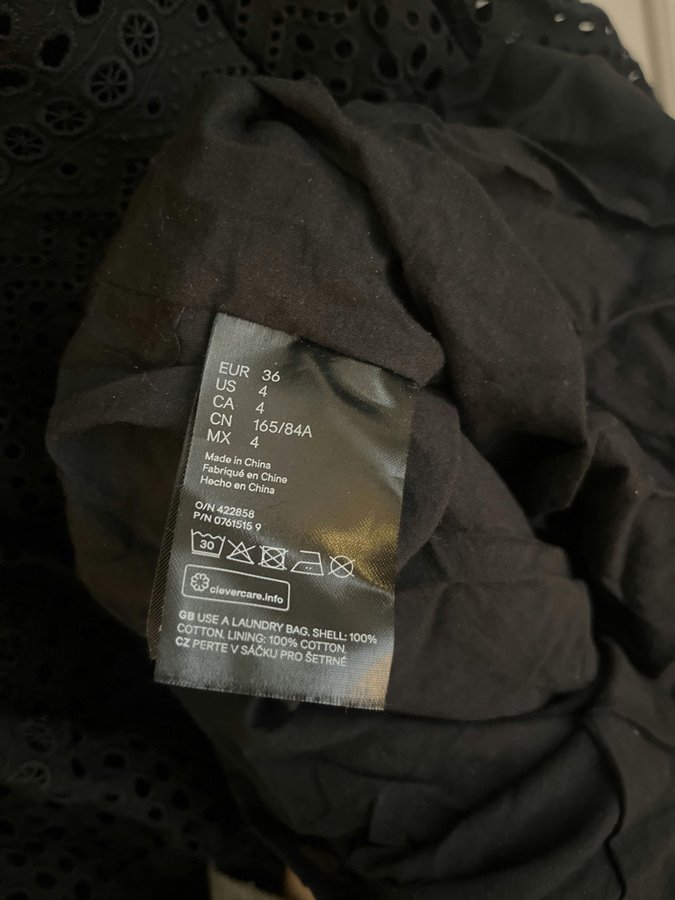 EUR 36
US 4
CA 4
CN 165/84A
MX 4
Made in China
Fabriqué en Chine
Hecho en China
O/N 422858
P/N 0761515 9
30
clevercare.info
GB USE A LAUNDRY BAG. SHELL: 100%
COTTON. LINING: 100% COTTON.
CZ PERTE V SÁČKU PRO ŠETRNÉ